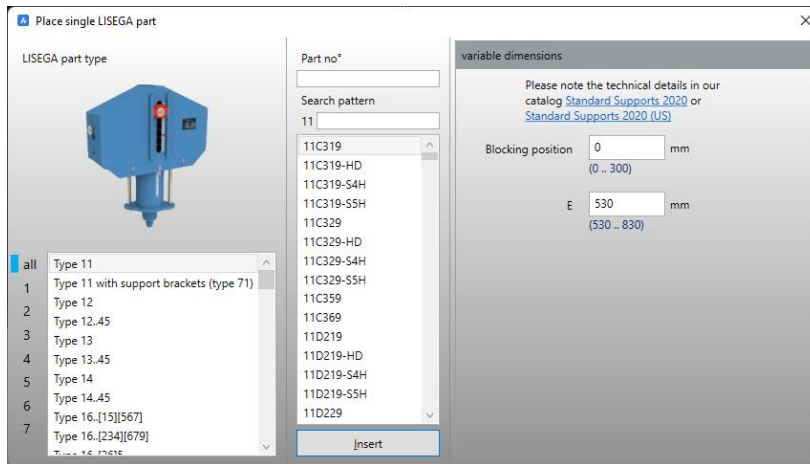 Place single LISEGA part
LISEGA part type
all
1
2
3
4
5
6
7
Type 11
Type 11 with support brackets (type 71)
Type 12
Type 12..45
Type 13
Type 13..45
Type 14
Type 14..45
Type 16..[15][567]
Type 16..[234][679]
Part no°
Search pattern
11
11C319
11C319-HD
11C319-S4H
11C319-S5H
11C329
11C329-HD
11C329-S4H
11C329-S5H
11C359
11C369
11D219
11D219-HD
11D219-S4H
11D219-S5H
11D229
Insert
variable dimensions
Please note the technical details in our
catalog Standard Supports 2020 or
Standard Supports 2020 (US)
Blocking position 0 mm
(0 .. 300)
E 530 mm
(530 .. 830)